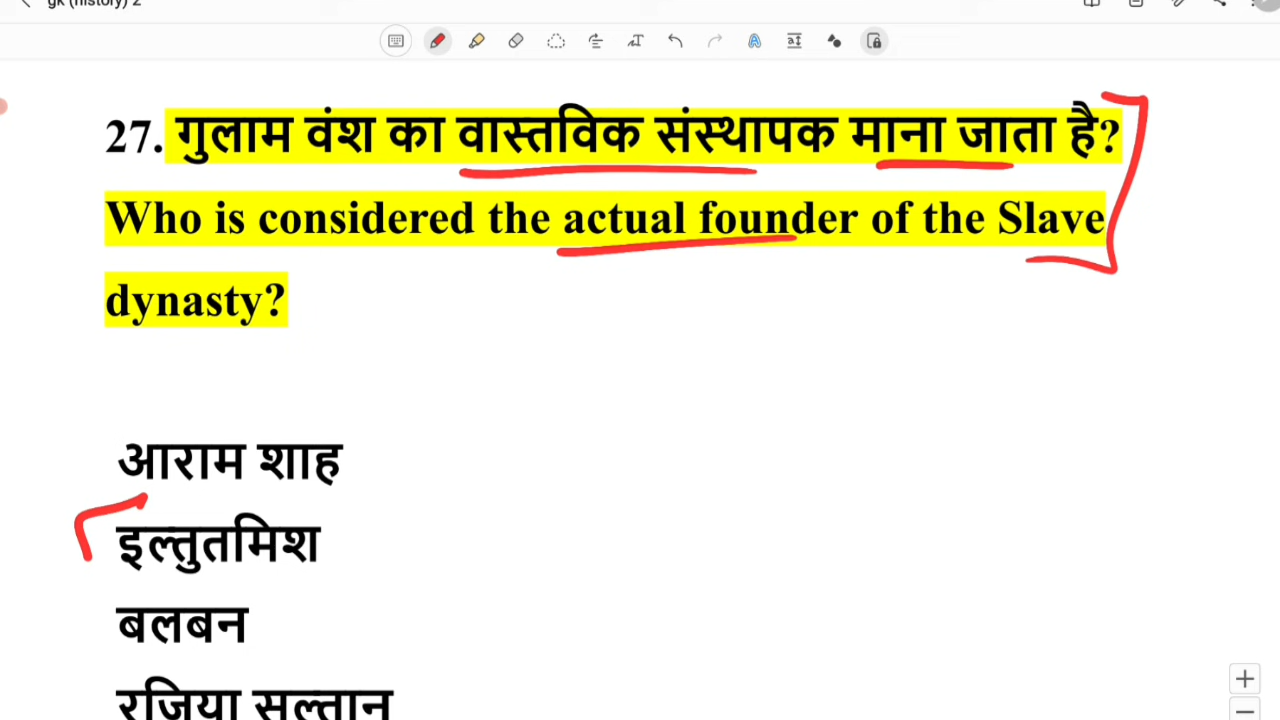 gk (history) 2
27. गुलाम वंश का वास्तविक संस्थापक माना जाता है?
Who is considered the actual founder of the Slave
dynasty?
आराम शाह
इल्तुतमिश
बलबन
रजिया सुल्तान